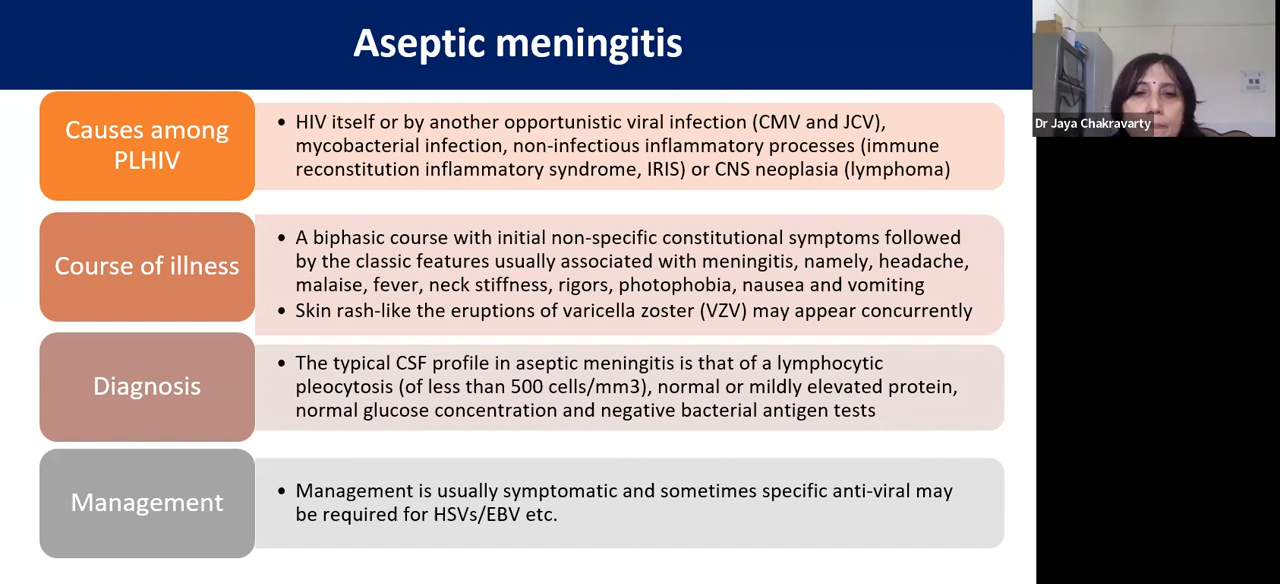 Aseptic meningitis
Dr Jaya Chakravarty
Causes among
PLHIV
• HIV itself or by another opportunistic viral infection (CMV and JCV),
mycobacterial infection, non-infectious inflammatory processes (immune
reconstitution inflammatory syndrome, IRIS) or CNS neoplasia (lymphoma)
Course of illness
• A biphasic course with initial non-specific constitutional symptoms followed
by the classic features usually associated with meningitis, namely, headache,
malaise, fever, neck stiffness, rigors, photophobia, nausea and vomiting
• Skin rash-like the eruptions of varicella zoster (VZV) may appear concurrently
Diagnosis
• The typical CSF profile in aseptic meningitis is that of a lymphocytic
pleocytosis (of less than 500 cells/mm3), normal or mildly elevated protein,
normal glucose concentration and negative bacterial antigen tests
Management
• Management is usually symptomatic and sometimes specific anti-viral may
be required for HSVs/EBV etc.